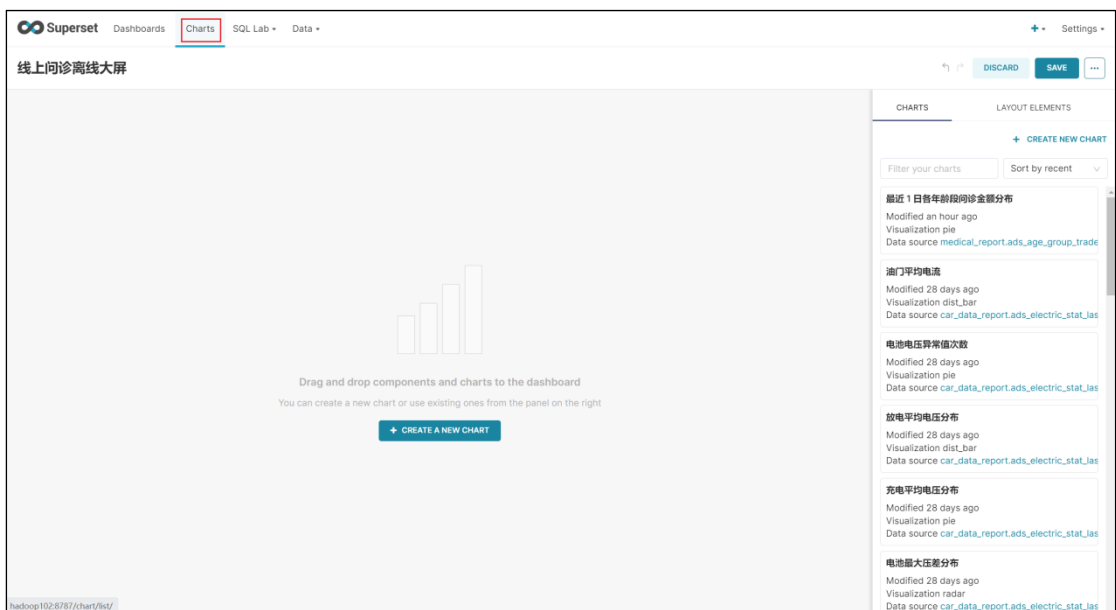 Superset Dashboards Charts SQL Lab Data Settings
线上问诊离线大屏
DISCARD SAVE ...
CHARTS LAYOUT ELEMENTS
+ CREATE NEW CHART
Filter your charts Sort by recent
最近 1 日各年龄段问诊金额分布
Modified an hour ago
Visualization pie
Data source medical_report.ads_age_group_trade
油门平均电流
Modified 28 days ago
Visualization dist_bar
Data source car_data_report.ads_electric_stat_las
电池电压异常值次数
Modified 28 days ago
Visualization pie
Data source car_data_report.ads_electric_stat_las
放电平均电压分布
Modified 28 days ago
Visualization dist_bar
Data source car_data_report.ads_electric_stat_las
充电平均电压分布
Modified 28 days ago
Visualization pie
Data source car_data_report.ads_electric_stat_las
电池最大压差分布
Modified 28 days ago
Visualization radar
Data source car_data_report.ads_electric_stat_las
Drag and drop components and charts to the dashboard
You can create a new chart or use existing ones from the panel on the right
+ CREATE A NEW CHART
hadoop102:8787/chart/list/